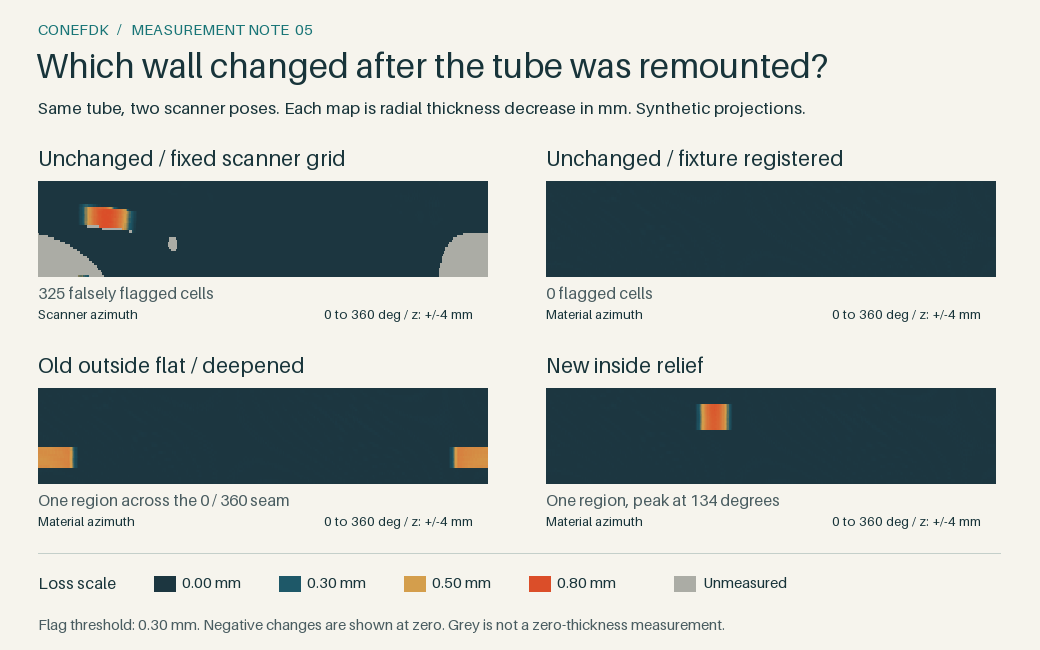 CONEFDK / MEASUREMENT NOTE 05
Which wall changed after the tube was remounted?
Same tube, two scanner poses. Each map is radial thickness decrease in mm. Synthetic projections.
Unchanged / fixed scanner grid
325 falsely flagged cells
Scanner azimuth 0 to 360 deg / z: +/-4 mm
Unchanged / fixture registered
0 flagged cells
Material azimuth 0 to 360 deg / z: +/-4 mm
Old outside flat / deepened
One region across the 0 / 360 seam
Material azimuth 0 to 360 deg / z: +/-4 mm
New inside relief
One region, peak at 134 degrees
Material azimuth 0 to 360 deg / z: +/-4 mm
Loss scale 0.00 mm 0.30 mm 0.50 mm 0.80 mm Unmeasured
Flag threshold: 0.30 mm. Negative changes are shown at zero. Grey is not a zero-thickness measurement.